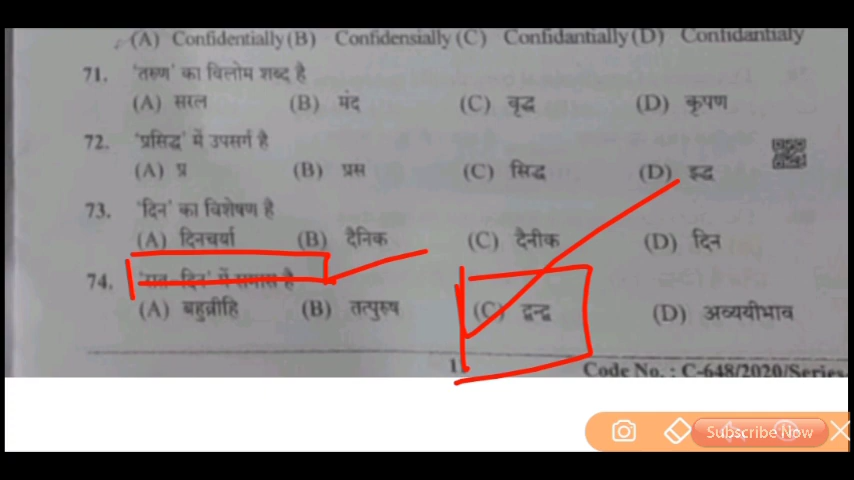 (A) Confidentially (B) Confidensially (C) Confidantially (D) Confidantialy
71. 'तरुण' का विलोम शब्द है
(A) सरल (B) मंद (C) वृद्ध (D) कृपण
72. 'प्रसिद्ध' में उपसर्ग है
(A) प्र (B) प्रस (C) सिद्ध (D) इद्ध
73. 'दिन' का विशेषण है
(A) दिनचर्या (B) दैनिक (C) दैनीक (D) दिन
74. 'रात-दिन' में समास है
(A) बहुव्रीहि (B) तत्पुरुष (C) द्वन्द्व (D) अव्ययीभाव
Code No. : C-648/2020/Series-
Subscribe Now